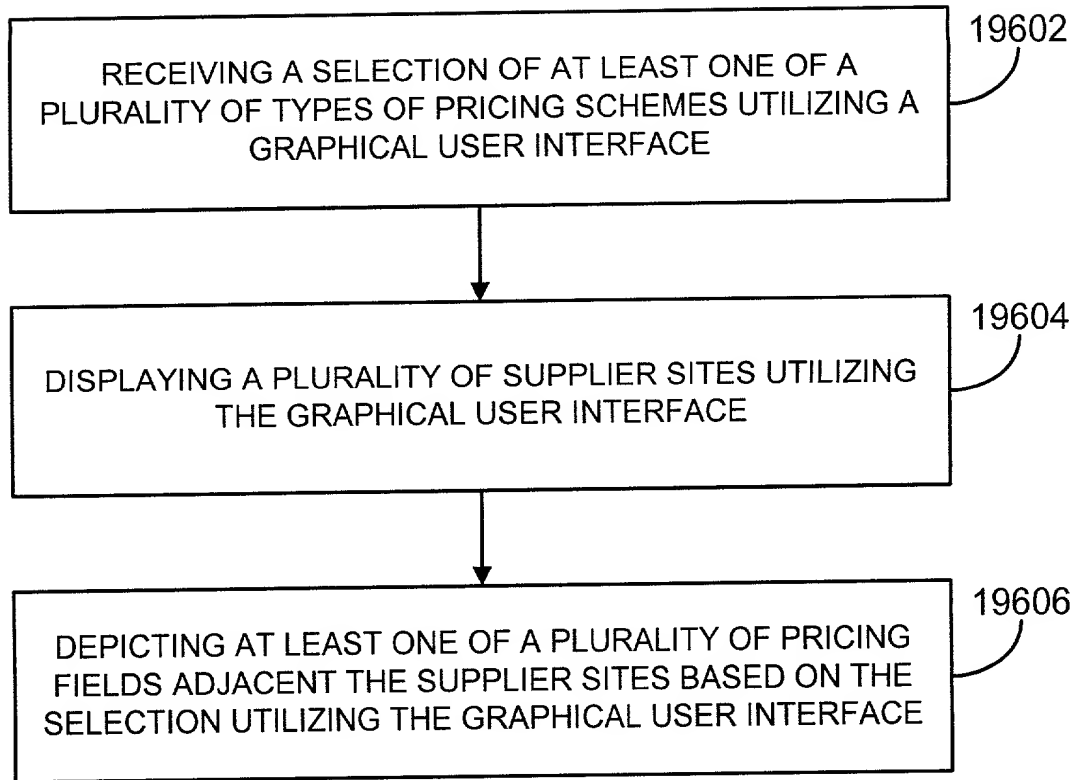 19602
RECEIVING A SELECTION OF AT LEAST ONE OF A
PLURALITY OF TYPES OF PRICING SCHEMES UTILIZING A
GRAPHICAL USER INTERFACE
19604
DISPLAYING A PLURALITY OF SUPPLIER SITES UTILIZING
THE GRAPHICAL USER INTERFACE
19606
DEPICTING AT LEAST ONE OF A PLURALITY OF PRICING
FIELDS ADJACENT THE SUPPLIER SITES BASED ON THE
SELECTION UTILIZING THE GRAPHICAL USER INTERFACE